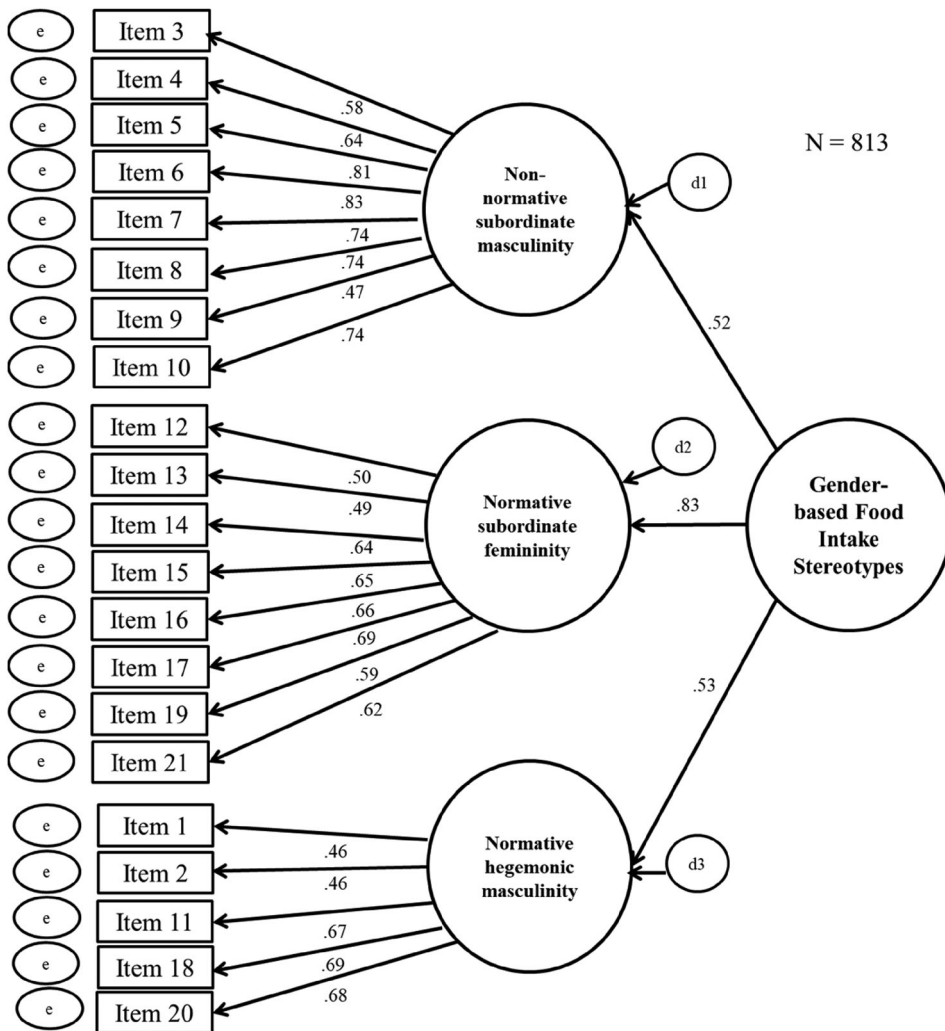 e Item 3
e Item 4
e Item 5
e Item 6
e Item 7
e Item 8
e Item 9
e Item 10
.58
.64
.81
.83
.74
.74
.47
.74
Non-
normative
subordinate
masculinity
d1
N = 813
.52
e Item 12
e Item 13
e Item 14
e Item 15
e Item 16
e Item 17
e Item 19
e Item 21
.50
.49
.64
.65
.66
.69
.59
.62
Normative
subordinate
femininity
d2
.83
Gender-
based Food
Intake
Stereotypes
.53
e Item 1
e Item 2
e Item 11
e Item 18
e Item 20
.46
.46
.67
.69
.68
Normative
hegemonic
masculinity
d3